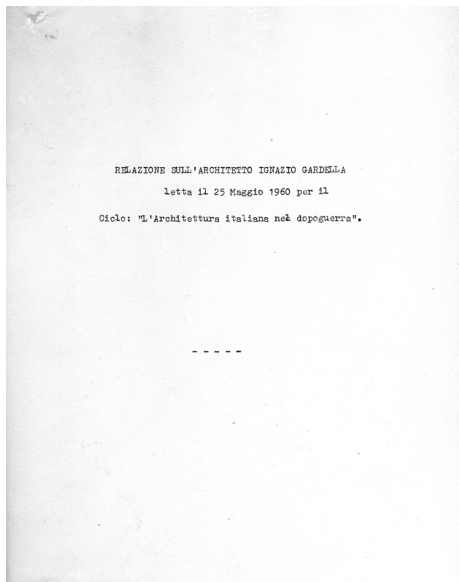 RELAZIONE SULL'ARCHITETTO IGNAZIO GARDELLA
letta il 25 Maggio 1960 per il
Ciclo: "L'Architettura italiana nel dopoguerra".
- - - - -